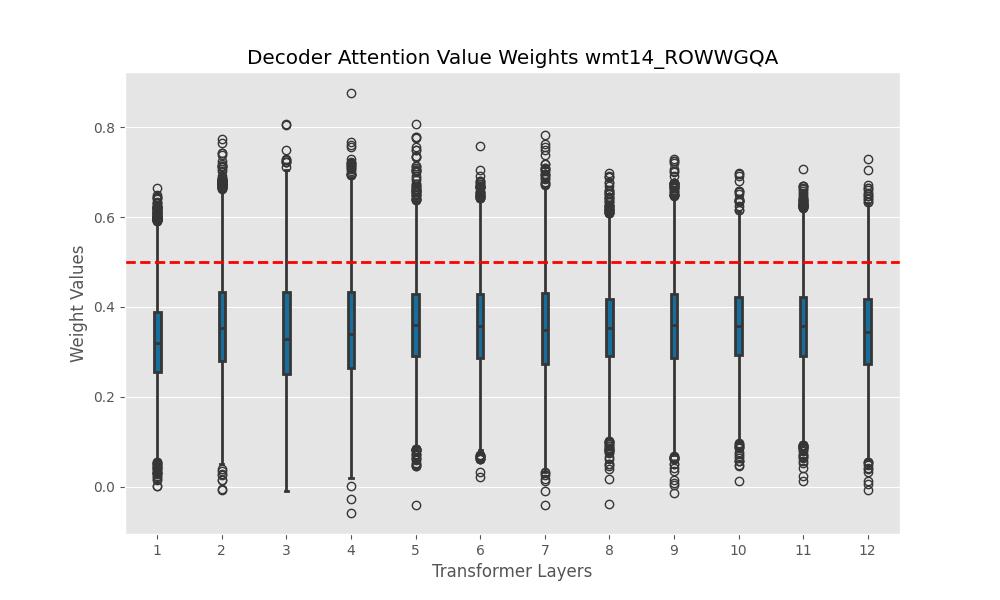 Decoder Attention Value Weights wmt14_ROWWGQA
Weight Values
0.8
0.6
0.4
0.2
0.0
1 2 3 4 5 6 7 8 9 10 11 12
Transformer Layers